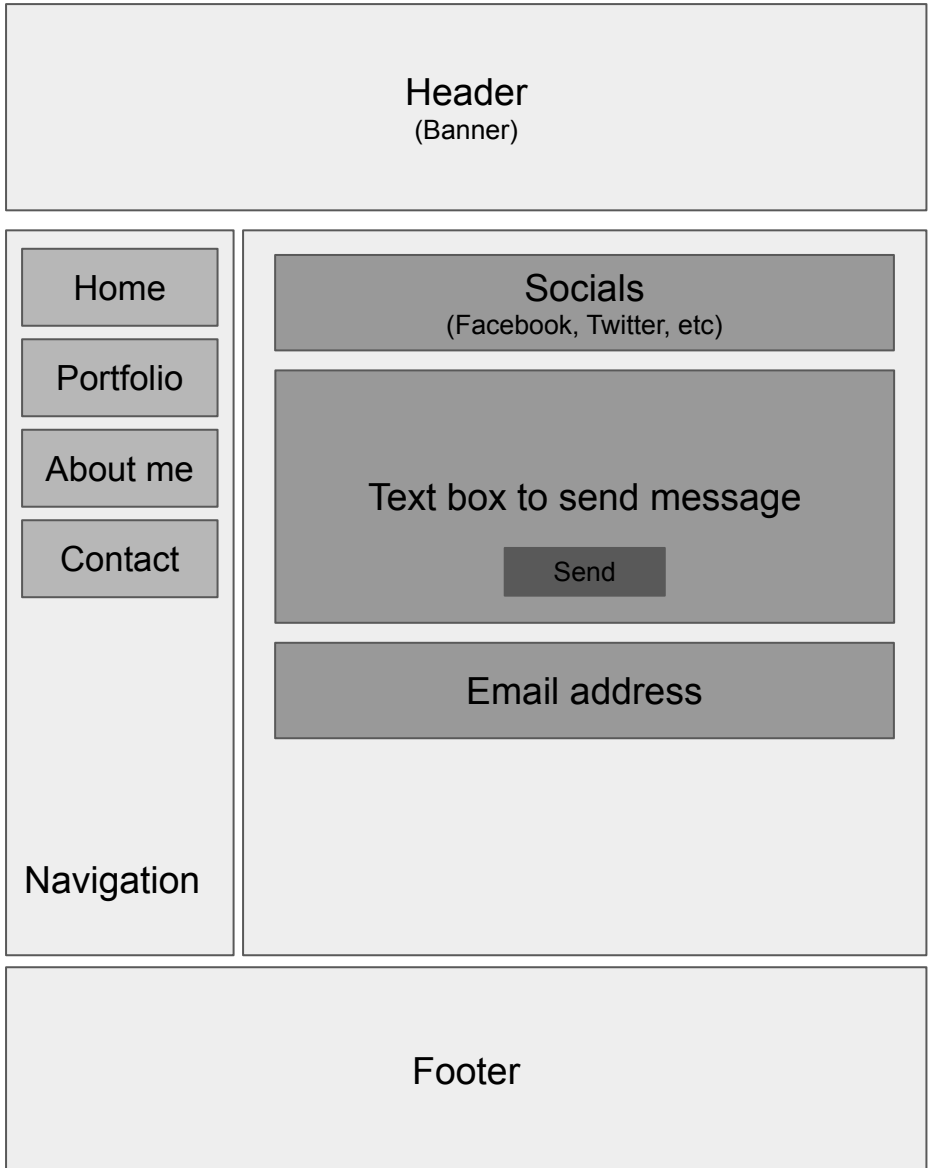 Header
(Banner)
Home
Portfolio
About me
Contact
Navigation
Socials
(Facebook, Twitter, etc)
Text box to send message
Send
Email address
Footer